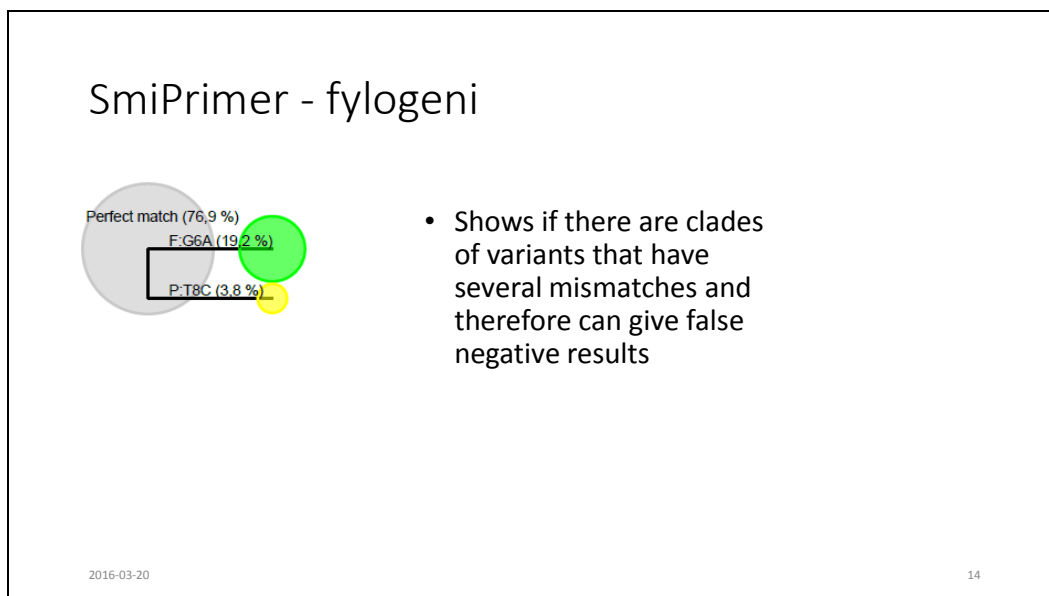 SmiPrimer - fylogeni
Perfect match (76,9 %)
F:G6A (19,2 %)
P:T8C (3,8 %)
• Shows if there are clades
of variants that have
several mismatches and
therefore can give false
negative results
2016-03-20
14